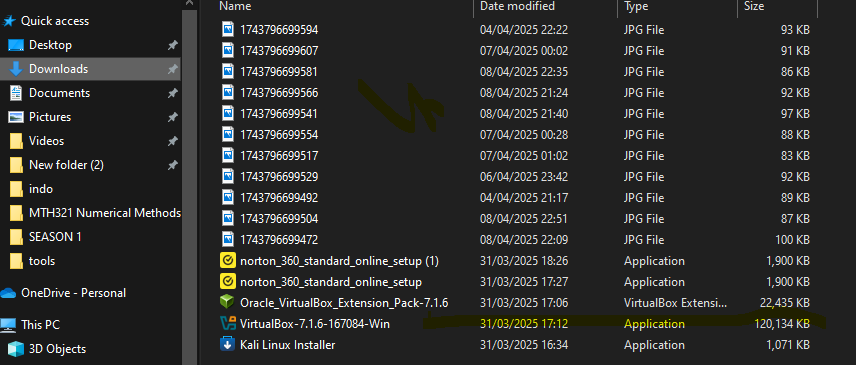 Quick access
Desktop
Downloads
Documents
Pictures
Videos
New folder (2)
indo
MTH321 Numerical Methods
SEASON 1
tools
OneDrive - Personal
This PC
3D Objects
Name Date modified Type Size
1743796699594 04/04/2025 22:22 JPG File 93 KB
1743796699607 07/04/2025 00:02 JPG File 91 KB
1743796699581 08/04/2025 22:35 JPG File 86 KB
1743796699566 08/04/2025 21:24 JPG File 92 KB
1743796699541 08/04/2025 21:40 JPG File 97 KB
1743796699554 07/04/2025 00:28 JPG File 88 KB
1743796699517 07/04/2025 01:02 JPG File 83 KB
1743796699529 06/04/2025 23:42 JPG File 92 KB
1743796699492 04/04/2025 21:17 JPG File 89 KB
1743796699504 08/04/2025 22:51 JPG File 87 KB
1743796699472 08/04/2025 22:09 JPG File 100 KB
norton_360_standard_online_setup (1) 31/03/2025 18:26 Application 1,900 KB
norton_360_standard_online_setup 31/03/2025 17:27 Application 1,900 KB
Oracle_VirtualBox_Extension_Pack-7.1.6 31/03/2025 17:06 VirtualBox Extensi... 22,435 KB
VirtualBox-7.1.6-167084-Win 31/03/2025 17:12 Application 120,134 KB
Kali Linux Installer 31/03/2025 16:34 Application 1,071 KB